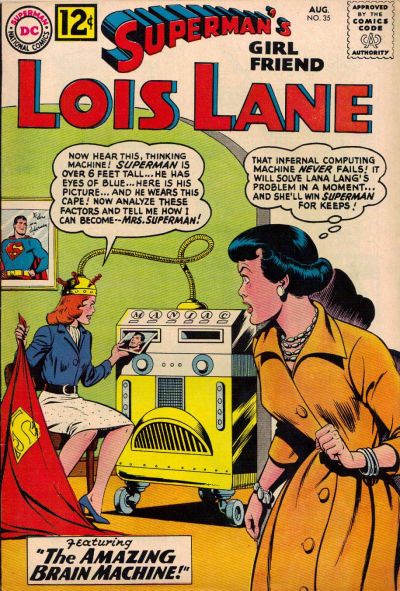 SUPERMAN
DC
NATIONAL COMICS
12¢
SUPERMAN'S
GIRL
FRIEND
LOIS LANE
AUG.
NO. 35
APPROVED
BY THE
COMICS
CODE
CA
AUTHORITY
NOW HEAR THIS, THINKING
MACHINE! SUPERMAN IS
OVER 6 FEET TALL... HE HAS
EYES OF BLUE... HERE IS HIS
PICTURE... AND HE WEARS THIS
CAPE! NOW ANALYZE THESE
FACTORS AND TELL ME HOW I
CAN BECOME--MRS. SUPERMAN!
THAT INFERNAL COMPUTING
MACHINE NEVER FAILS! IT
WILL SOLVE LANA LANG'S
PROBLEM IN A MOMENT...
AND SHE'LL WIN SUPERMAN
FOR KEEPS!
S
MANIAC
S
Featuring
"The AMAZING
BRAIN MACHINE!"